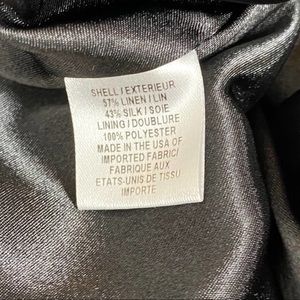 SHELL / EXTERIEUR
57% LINEN / LIN
43% SILK / SOIE
LINING / DOUBLURE
100% POLYESTER
MADE IN THE USA OF
IMPORTED FABRIC/
FABRIQUE AUX
ETATS-UNIS DE TISSU
IMPORTE